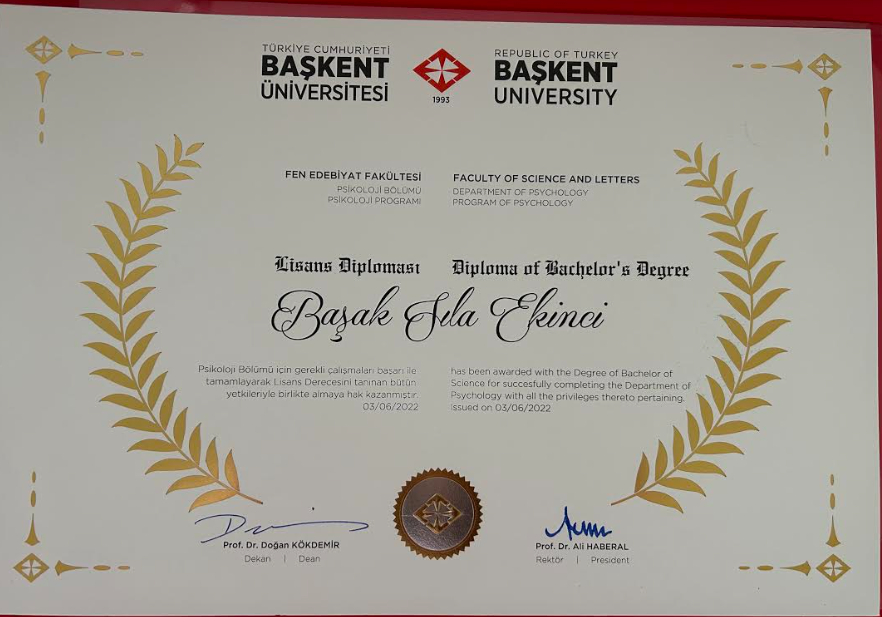 TÜRKİYE CUMHURİYETİ
BAŞKENT
ÜNİVERSİTESİ
1993
REPUBLIC OF TURKEY
BAŞKENT
UNIVERSITY
FEN EDEBİYAT FAKÜLTESİ
PSİKOLOJİ BÖLÜMÜ
PSİKOLOJİ PROGRAMI
FACULTY OF SCIENCE AND LETTERS
DEPARTMENT OF PSYCHOLOGY
PROGRAM OF PSYCHOLOGY
Lisans Diploması
Diploma of Bachelor's Degree
Başak Sıla Ekinci
Psikoloji Bölümü için gerekli çalışmaları başarı ile
tamamlayarak Lisans Derecesini tanınan bütün
yetkileriyle birlikte almaya hak kazanmıştır.
03/06/2022
has been awarded with the Degree of Bachelor of
Science for succesfully completing the Department of
Psychology with all the privileges thereto pertaining.
Issued on 03/06/2022
Prof. Dr. Doğan KÖKDEMİR
Dekan | Dean
Prof. Dr. Ali HABERAL
Rektör | President